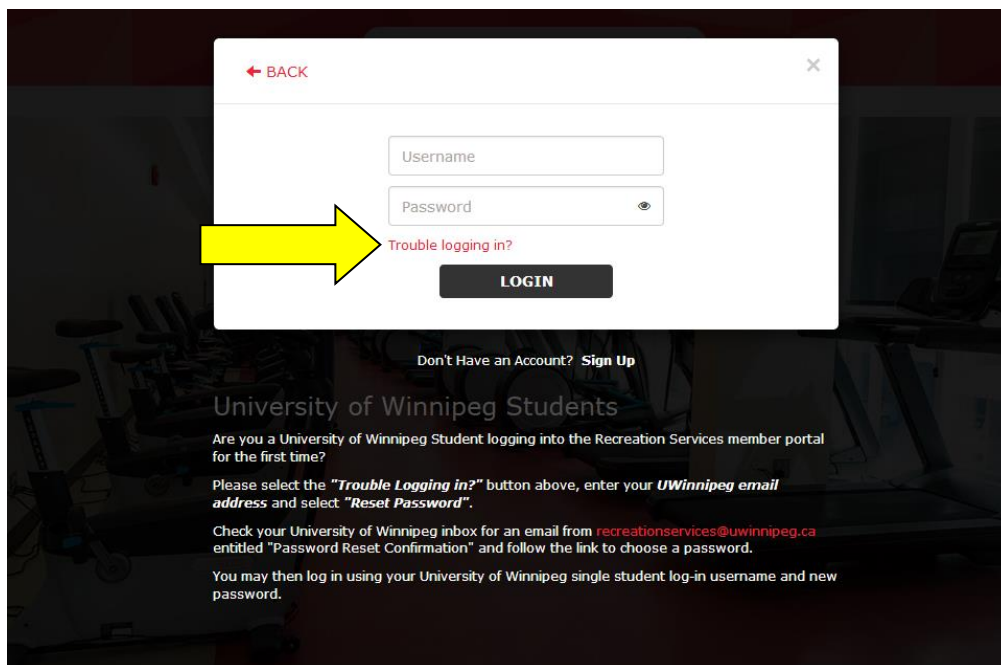 BACK
×
Username
Password
Trouble logging in?
LOGIN
Don't Have an Account? Sign Up
University of Winnipeg Students
Are you a University of Winnipeg Student logging into the Recreation Services member portal
for the first time?
Please select the "Trouble Logging in?" button above, enter your UWinnipeg email
address and select "Reset Password".
Check your University of Winnipeg inbox for an email from recreationservices@uwinnipeg.ca
entitled "Password Reset Confirmation" and follow the link to choose a password.
You may then log in using your University of Winnipeg single student log-in username and new
password.